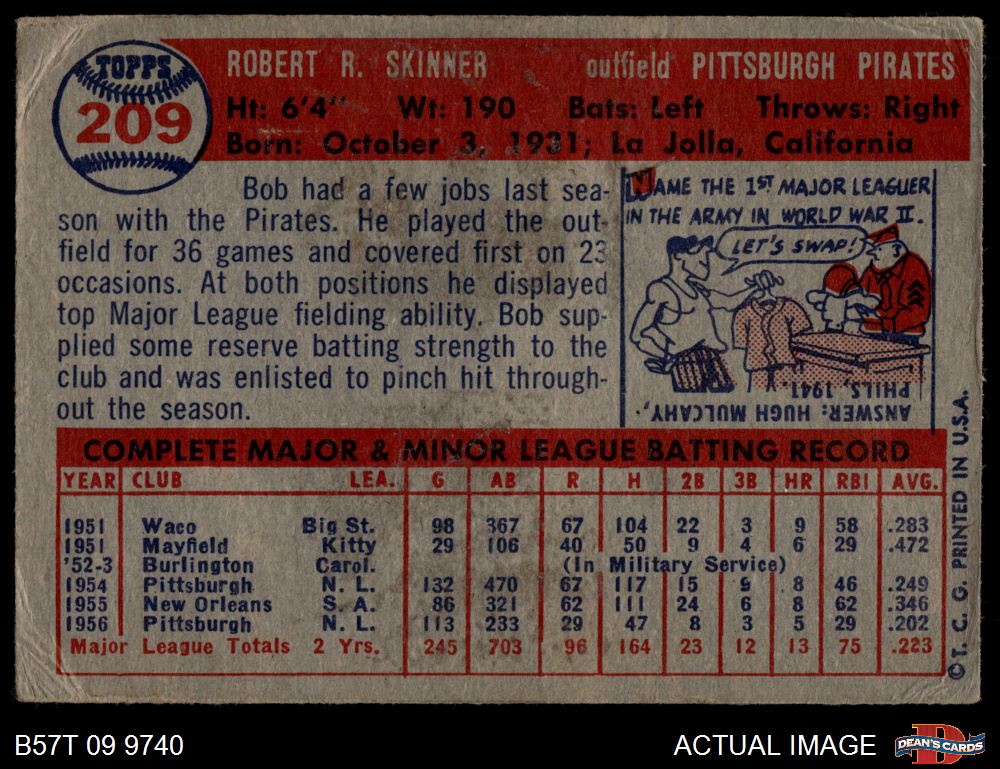 TOPPS
209
ROBERT R. SKINNER outfield PITTSBURGH PIRATES
Ht: 6'4" Wt: 190 Bats: Left Throws: Right
Born: October 3, 1931; La Jolla, California
Bob had a few jobs last sea-
son with the Pirates. He played the out-
field for 36 games and covered first on 23
occasions. At both positions he displayed
top Major League fielding ability. Bob sup-
plied some reserve batting strength to the
club and was enlisted to pinch hit through-
out the season.
NAME THE 1ST MAJOR LEAGUER
IN THE ARMY IN WORLD WAR II.
LET'S SWAP!
ANSWER: HUGH MULCAHY,
PHILS, 1941
COMPLETE MAJOR & MINOR LEAGUE BATTING RECORD
YEAR CLUB LEA. G AB R H 2B 3B HR RBI AVG.
1951 Waco Big St. 98 367 67 104 22 3 9 58 .283
1951 Mayfield Kitty 29 106 40 50 9 4 6 29 .472
'52-3 Burlington Carol. (In Military Service)
1954 Pittsburgh N. L. 132 470 67 117 15 9 8 46 .249
1955 New Orleans S. A. 86 321 62 111 24 6 8 62 .346
1956 Pittsburgh N. L. 113 233 29 47 8 3 5 29 .202
Major League Totals 2 Yrs. 245 703 96 164 23 12 13 75 .223
© T. C. G. PRINTED IN U.S.A.
B57T 09 9740
ACTUAL IMAGE
D
DEAN'S CARDS